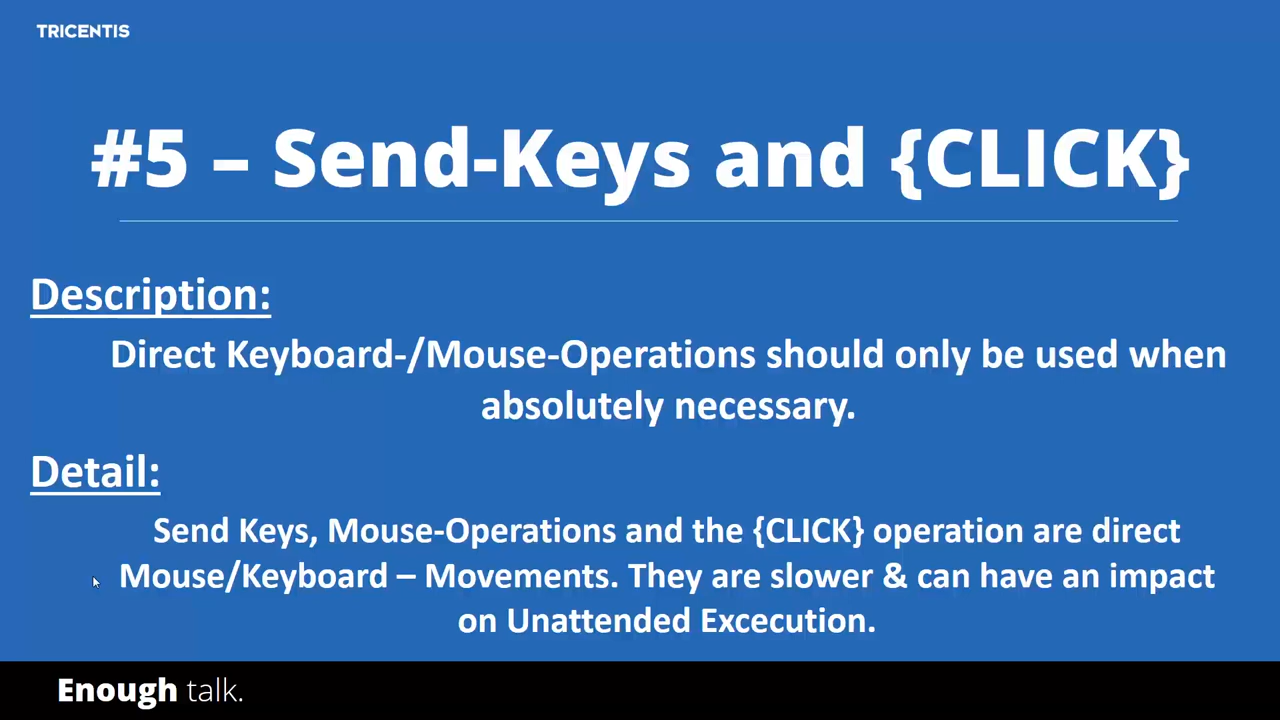 TRICENTIS
#5 – Send-Keys and {CLICK}
Description:
Direct Keyboard-/Mouse-Operations should only be used when
absolutely necessary.
Detail:
Send Keys, Mouse-Operations and the {CLICK} operation are direct
Mouse/Keyboard – Movements. They are slower & can have an impact
on Unattended Excecution.
Enough talk.